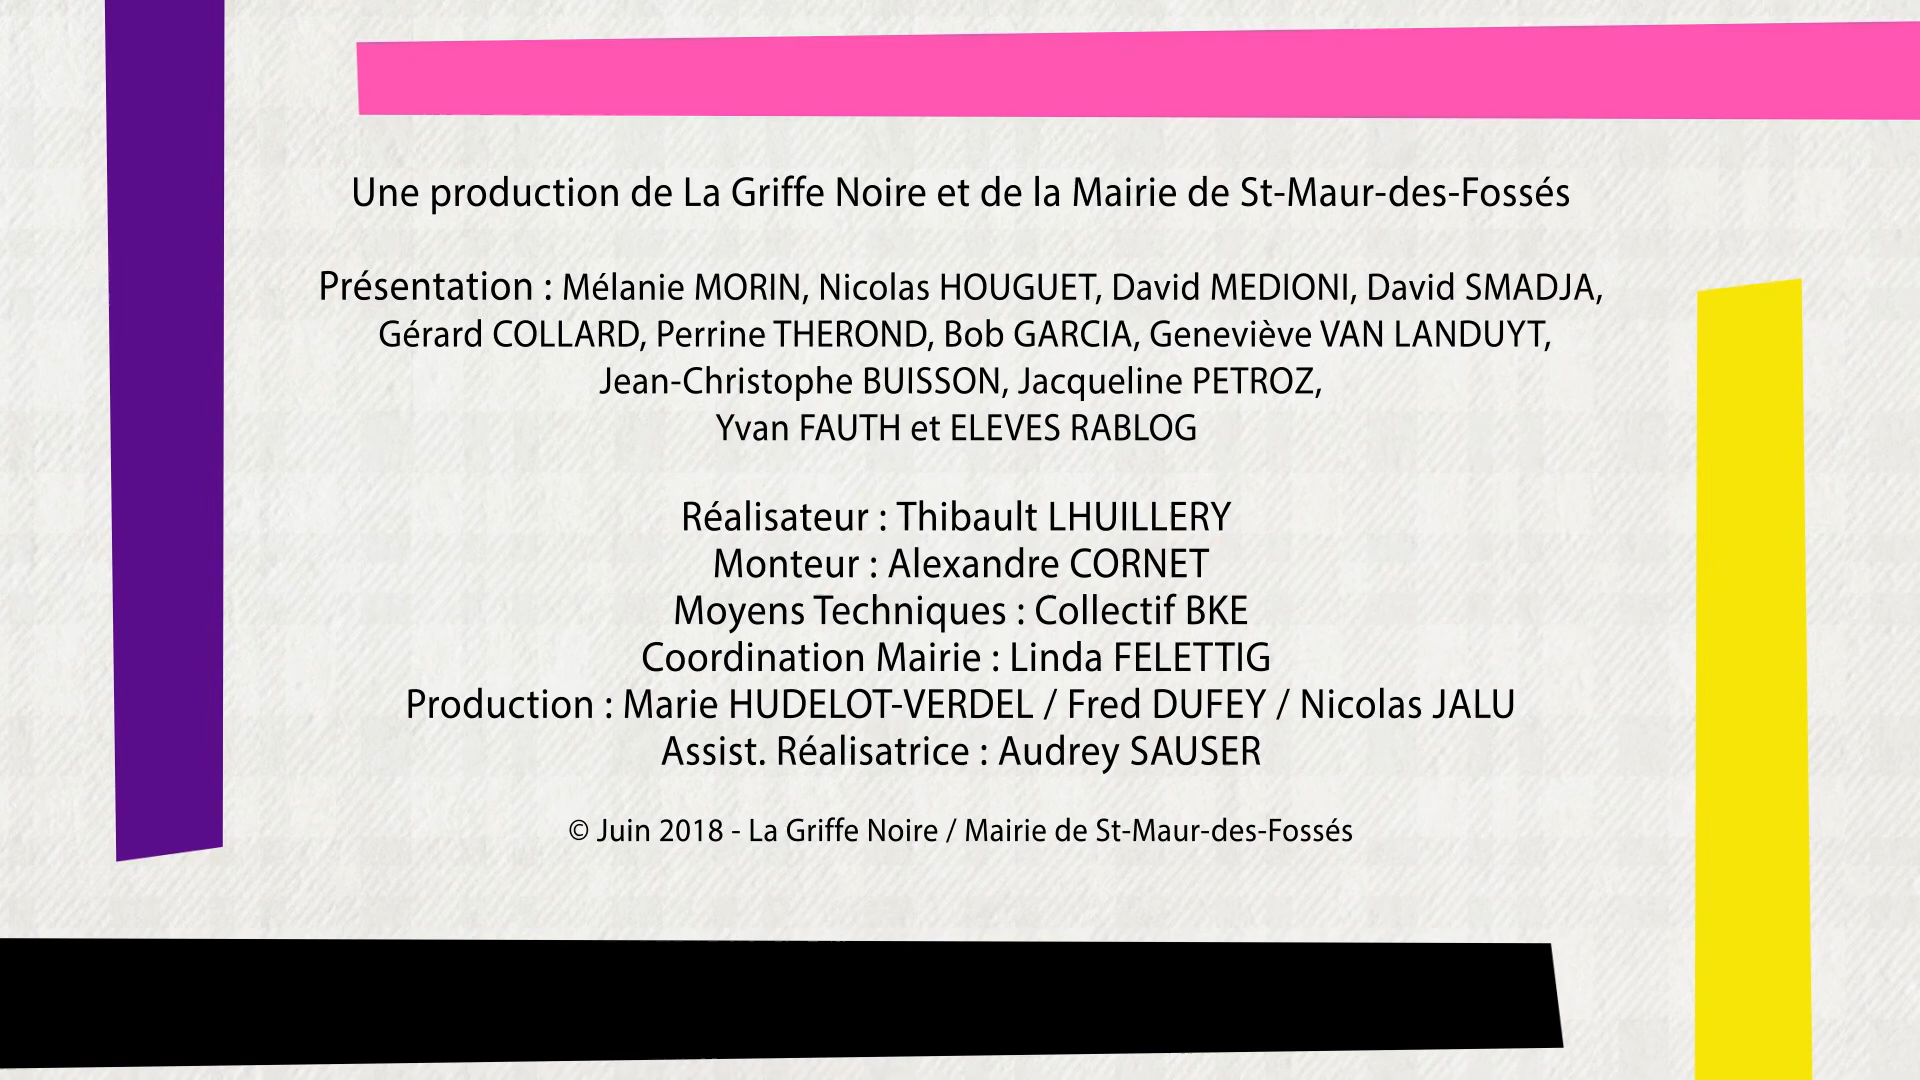 Une production de La Griffe Noire et de la Mairie de St-Maur-des-Fossés
Présentation : Mélanie MORIN, Nicolas HOUGUET, David MEDIONI, David SMADJA,
Gérard COLLARD, Perrine THEROND, Bob GARCIA, Geneviève VAN LANDUYT,
Jean-Christophe BUISSON, Jacqueline PETROZ,
Yvan FAUTH et ELEVES RABLOG
Réalisateur : Thibault LHUILLERY
Monteur : Alexandre CORNET
Moyens Techniques : Collectif BKE
Coordination Mairie : Linda FELETTIG
Production : Marie HUDELOT-VERDEL / Fred DUFEY / Nicolas JALU
Assist. Réalisatrice : Audrey SAUSER
© Juin 2018 - La Griffe Noire / Mairie de St-Maur-des-Fossés